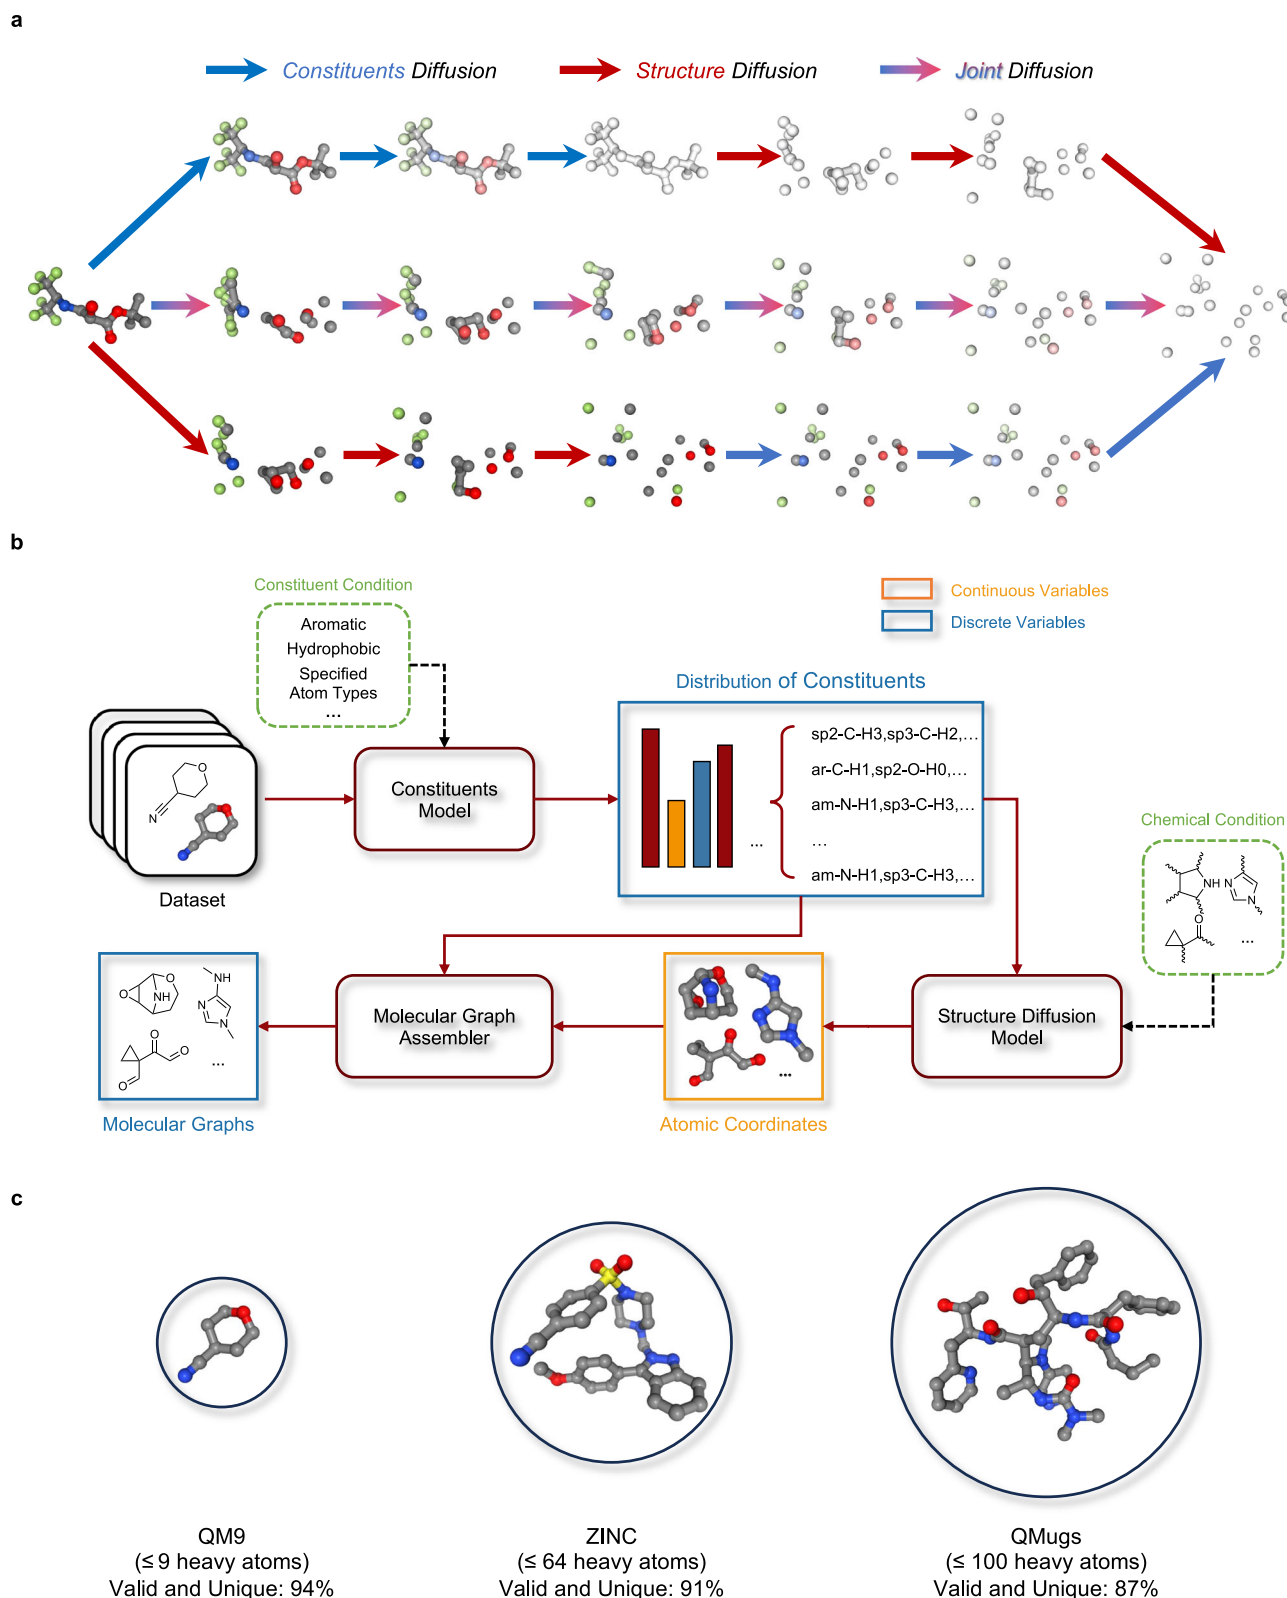 a
Constituents Diffusion
Structure Diffusion
Joint Diffusion
b
Constituent Condition
Aromatic
Hydrophobic
Specified
Atom Types
...
Continuous Variables
Discrete Variables
Distribution of Constituents
sp2-C-H3,sp3-C-H2,...
ar-C-H1,sp2-O-H0,...
am-N-H1,sp3-C-H3,...
...
...
am-N-H1,sp3-C-H3,...
O
N
Dataset
Constituents
Model
Chemical Condition
NH
N
N
O
...
O
O
NH
NH
N
N
O
O
O
...
Molecular Graphs
Molecular Graph
Assembler
...
Atomic Coordinates
Structure Diffusion
Model
c
QM9
(≤ 9 heavy atoms)
Valid and Unique: 94%
ZINC
(≤ 64 heavy atoms)
Valid and Unique: 91%
QMugs
(≤ 100 heavy atoms)
Valid and Unique: 87%